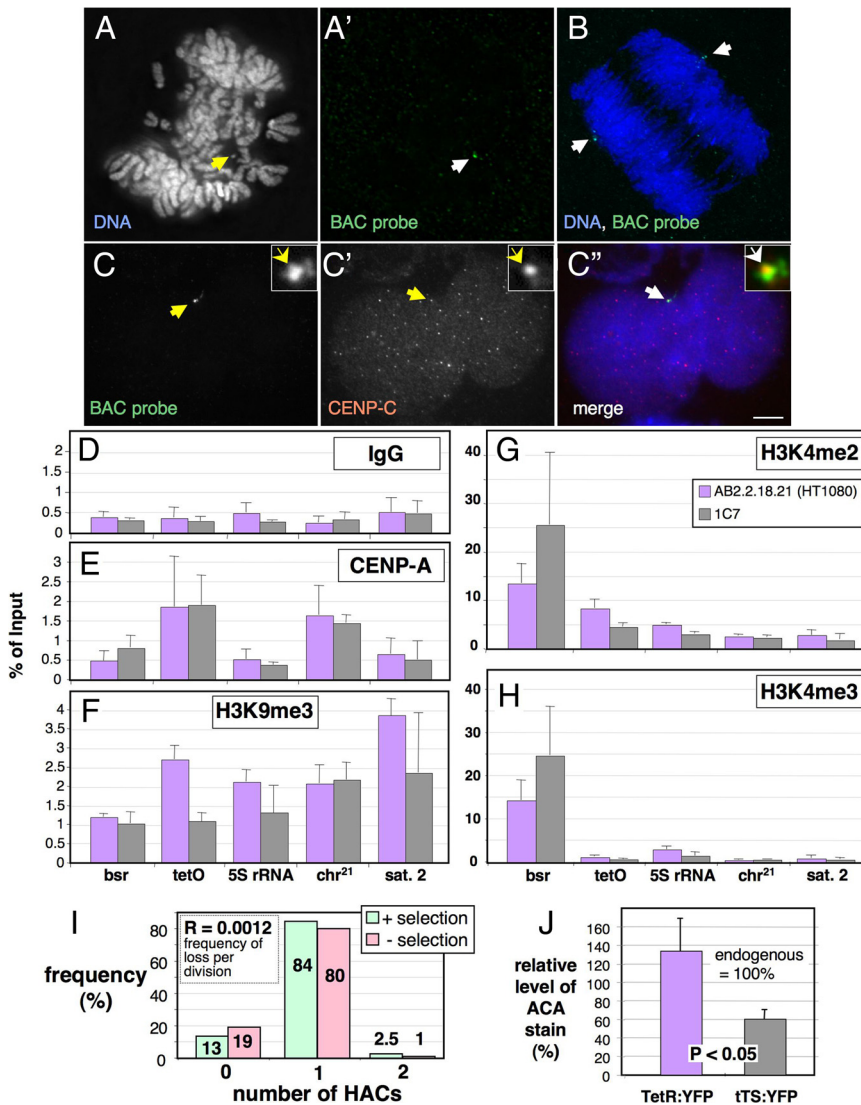 A
DNA
A'
BAC probe
B
DNA, BAC probe
C
BAC probe
C'
CENP-C
C"
merge
% of Input
D
IgG
2
1.5
1
0.5
0
E
CENP-A
3
2.5
2
1.5
1
0.5
0
F
H3K9me3
4
3.5
3
2.5
2
1.5
1
0.5
0
bsr tetO 5S rRNA chr21 sat. 2
G
H3K4me2
AB2.2.18.21 (HT1080)
1C7
40
30
20
10
0
H
H3K4me3
40
30
20
10
0
bsr tetO 5S rRNA chr21 sat. 2
I
R = 0.0012
frequency of
loss per
division
+ selection
- selection
frequency
(%)
80
60
40
20
0
13 19 84 80 2.5 1
0 1 2
number of HACs
J
relative
level of
ACA
stain
(%)
160
140
120
100
80
60
40
20
0
endogenous
= 100%
P < 0.05
TetR:YFP tTS:YFP